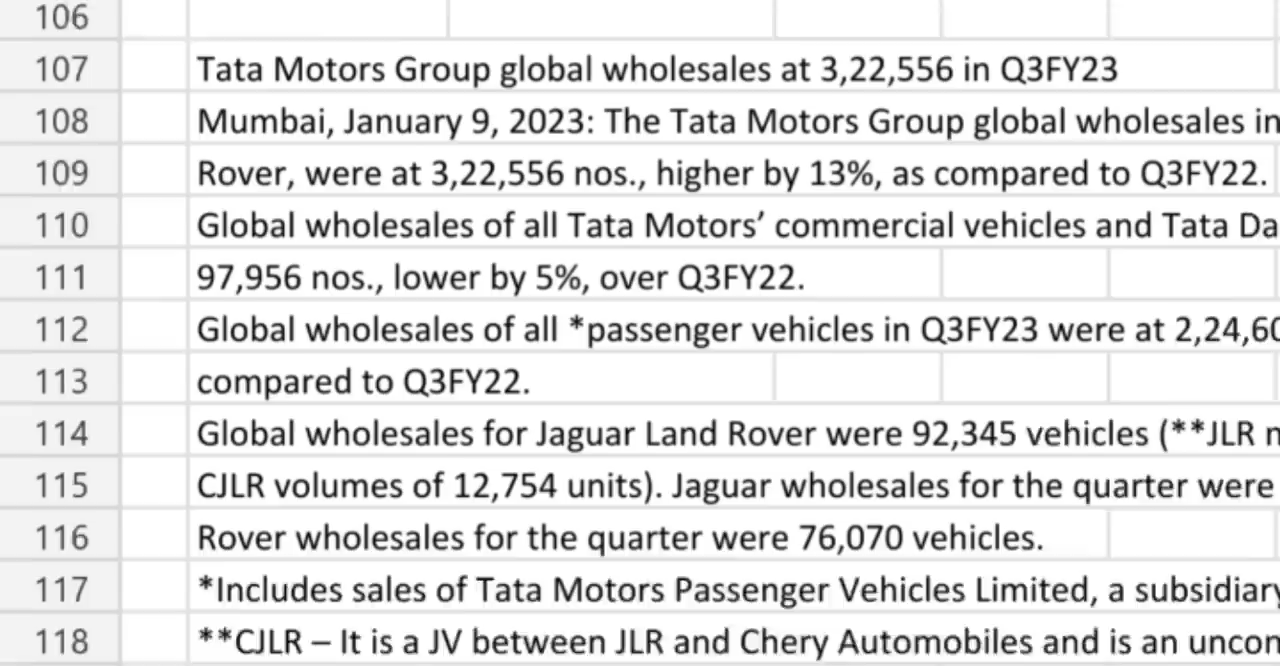 106
107 Tata Motors Group global wholesales at 3,22,556 in Q3FY23
108 Mumbai, January 9, 2023: The Tata Motors Group global wholesales in
109 Rover, were at 3,22,556 nos., higher by 13%, as compared to Q3FY22.
110 Global wholesales of all Tata Motors’ commercial vehicles and Tata Da
111 97,956 nos., lower by 5%, over Q3FY22.
112 Global wholesales of all *passenger vehicles in Q3FY23 were at 2,24,60
113 compared to Q3FY22.
114 Global wholesales for Jaguar Land Rover were 92,345 vehicles (**JLR
115 CJLR volumes of 12,754 units). Jaguar wholesales for the quarter were
116 Rover wholesales for the quarter were 76,070 vehicles.
117 *Includes sales of Tata Motors Passenger Vehicles Limited, a subsidiary
118 **CJLR – It is a JV between JLR and Chery Automobiles and is an uncon